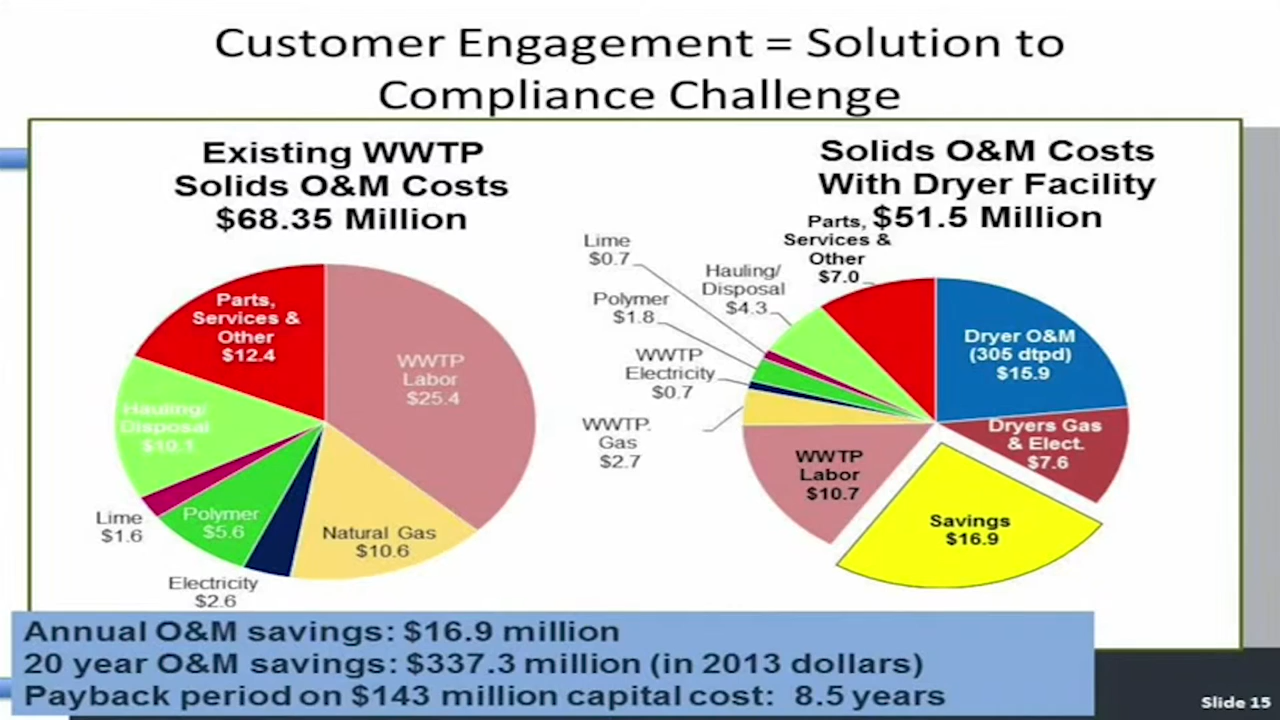 Customer Engagement = Solution to
Compliance Challenge
Existing WWTP
Solids O&M Costs
$68.35 Million
Parts,
Services &
Other
$12.4
WWTP
Labor
$25.4
Hauling/
Disposal
$10.1
Lime
$1.6
Polymer
$5.6
Natural Gas
$10.6
Electricity
$2.6
Solids O&M Costs
With Dryer Facility
$51.5 Million
Parts,
Services &
Other
$7.0
Lime
$0.7
Hauling/
Disposal
$4.3
Polymer
$1.8
WWTP
Electricity
$0.7
WWTP.
Gas
$2.7
WWTP
Labor
$10.7
Dryer O&M
(305 dtpd)
$15.9
Dryers Gas
& Elect.
$7.6
Savings
$16.9
Annual O&M savings: $16.9 million
20 year O&M savings: $337.3 million (in 2013 dollars)
Payback period on $143 million capital cost: 8.5 years
Slide 15